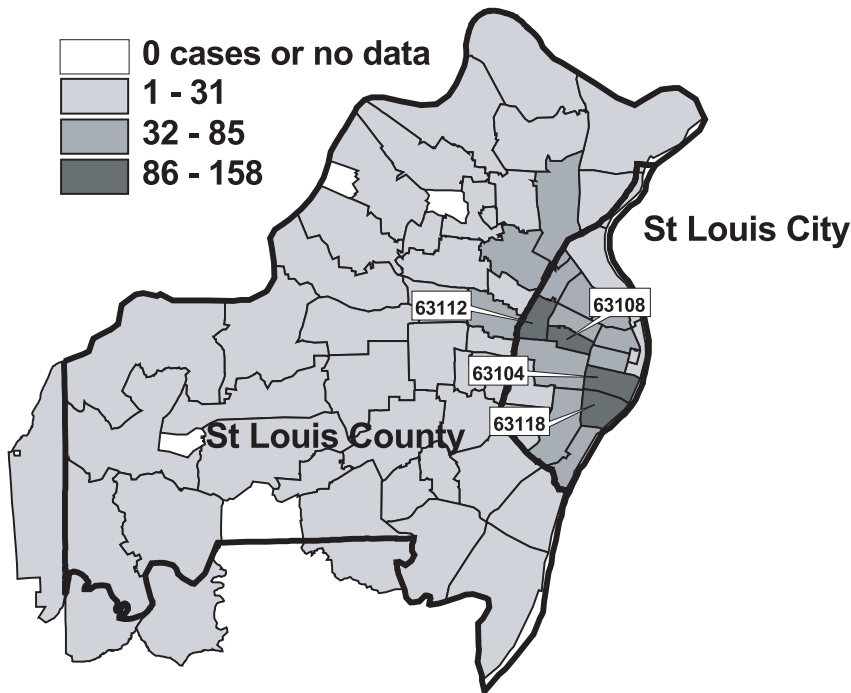 0 cases or no data
1 - 31
32 - 85
86 - 158
St Louis City
63112
63108
63104
63118
St Louis County